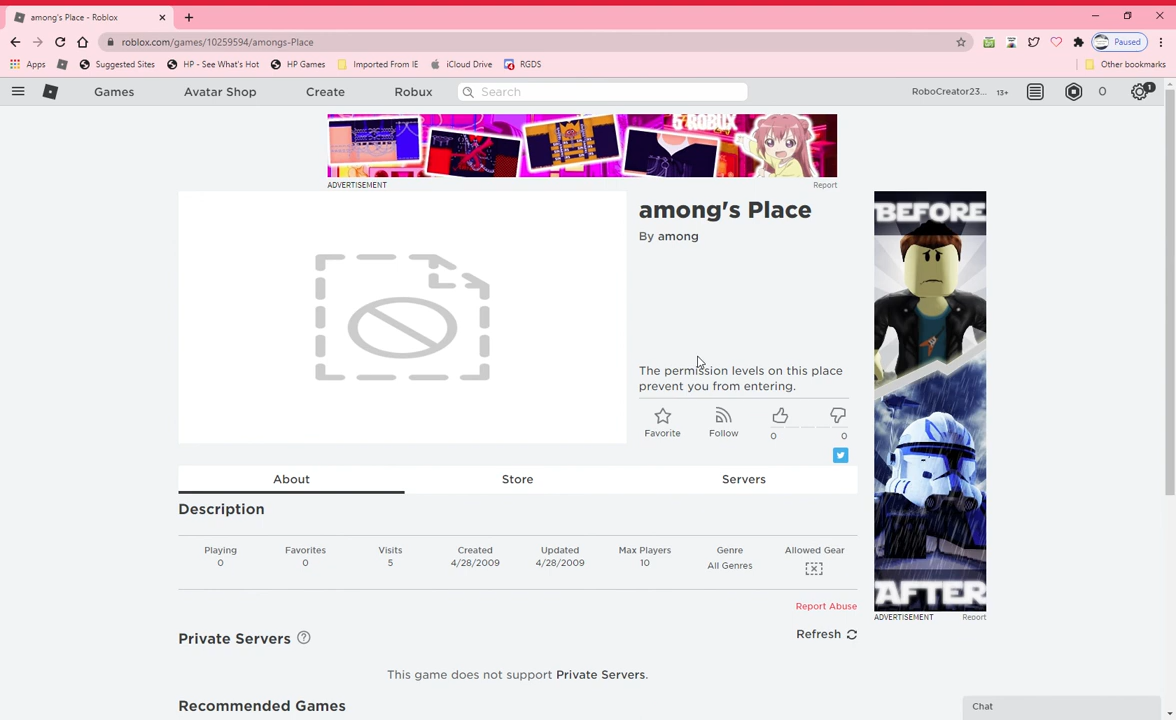 among's Place - Roblox
roblox.com/games/10259594/amongs-Place
Paused
Apps
Suggested Sites
HP - See What's Hot
HP Games
Imported From IE
iCloud Drive
RGDS
Other bookmarks
Games
Avatar Shop
Create
Robux
Search
RoboCreator23...
13+
0
1
ROBUX
ADVERTISEMENT
Report
among's Place
By among
The permission levels on this place
prevent you from entering.
Favorite
Follow
0
0
BEFORE
AFTER
ADVERTISEMENT
Report
About
Store
Servers
Description
Playing
0
Favorites
0
Visits
5
Created
4/28/2009
Updated
4/28/2009
Max Players
10
Genre
All Genres
Allowed Gear
Report Abuse
Private Servers
Refresh
This game does not support Private Servers.
Recommended Games
Chat